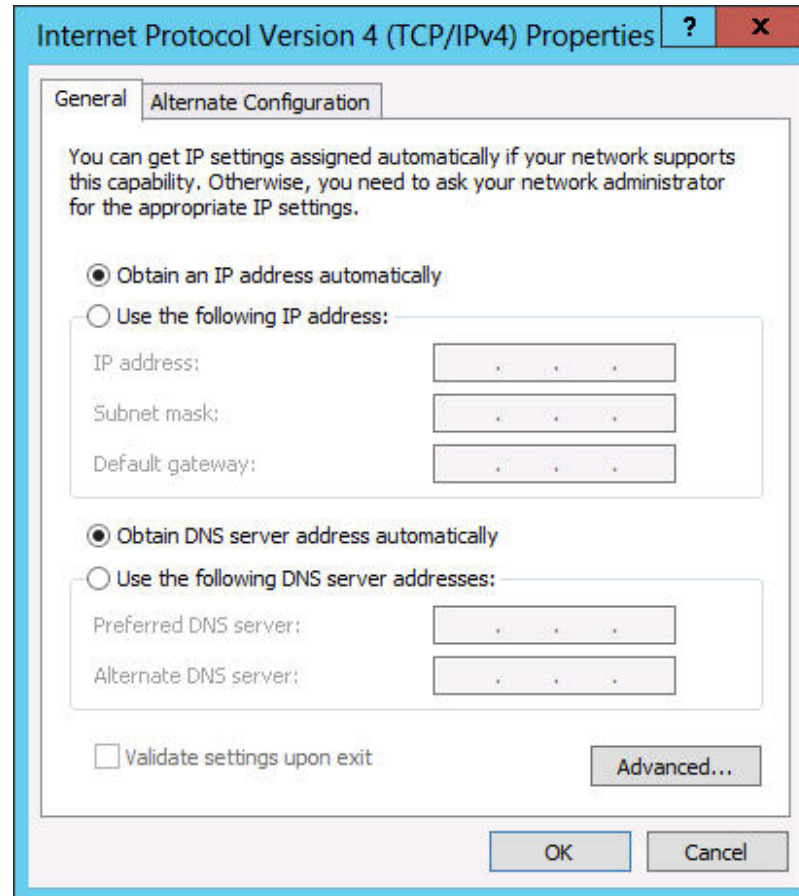 Internet Protocol Version 4 (TCP/IPv4) Properties ? x
General Alternate Configuration
You can get IP settings assigned automatically if your network supports
this capability. Otherwise, you need to ask your network administrator
for the appropriate IP settings.
Obtain an IP address automatically
Use the following IP address:
IP address: . . .
Subnet mask: . . .
Default gateway: . . .
Obtain DNS server address automatically
Use the following DNS server addresses:
Preferred DNS server: . . .
Alternate DNS server: . . .
Validate settings upon exit
Advanced...
OK Cancel